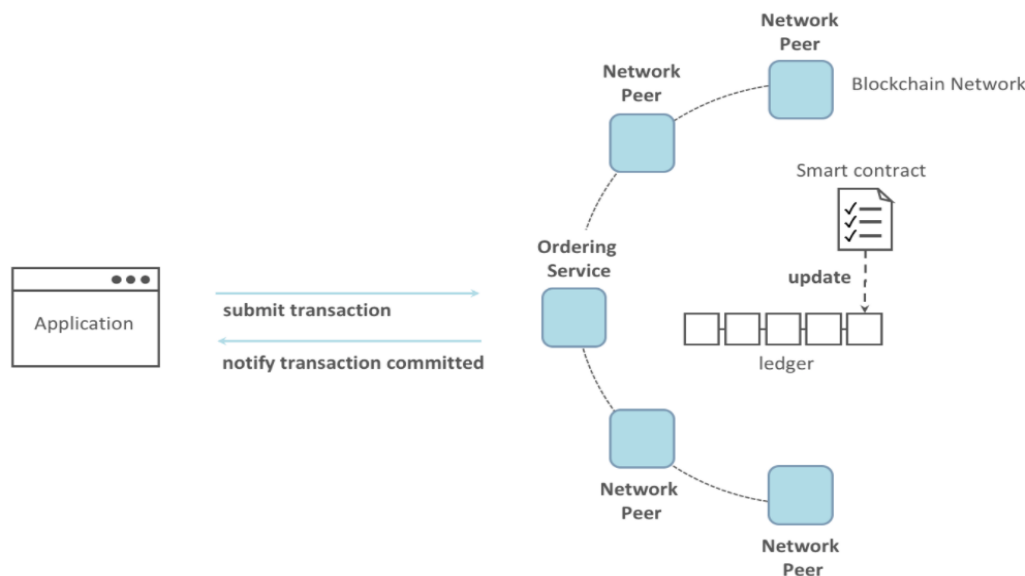 Network
Peer
Network
Peer
Blockchain Network
Smart contract
Ordering
Service
update
Application
submit transaction
notify transaction committed
ledger
Network
Peer
Network
Peer